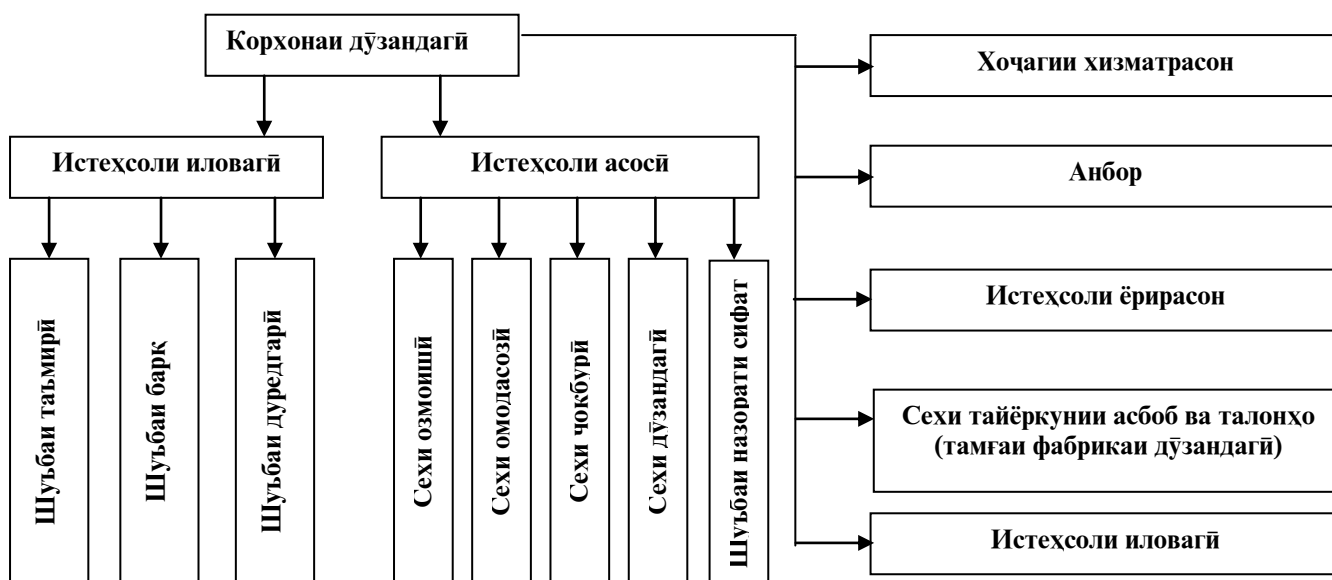 Корхонаи дӯзандагӣ
Хоҷагии хизматрасон
Истеҳсоли иловагӣ
Истеҳсоли асосӣ
Анбор
Шуъбаи таъмирӣ
Шуъбаи барқ
Шуъбаи дуредгарӣ
Сехи озмоишӣ
Сехи омодасозӣ
Сехи чокбурӣ
Сехи дӯзандагӣ
Шуъбаи назорати сифат
Истеҳсоли ёрирасон
Сехи тайёркунии асбоб ва талонҳо
(тамғаи фабрикаи дӯзандагӣ)
Истеҳсоли иловагӣ